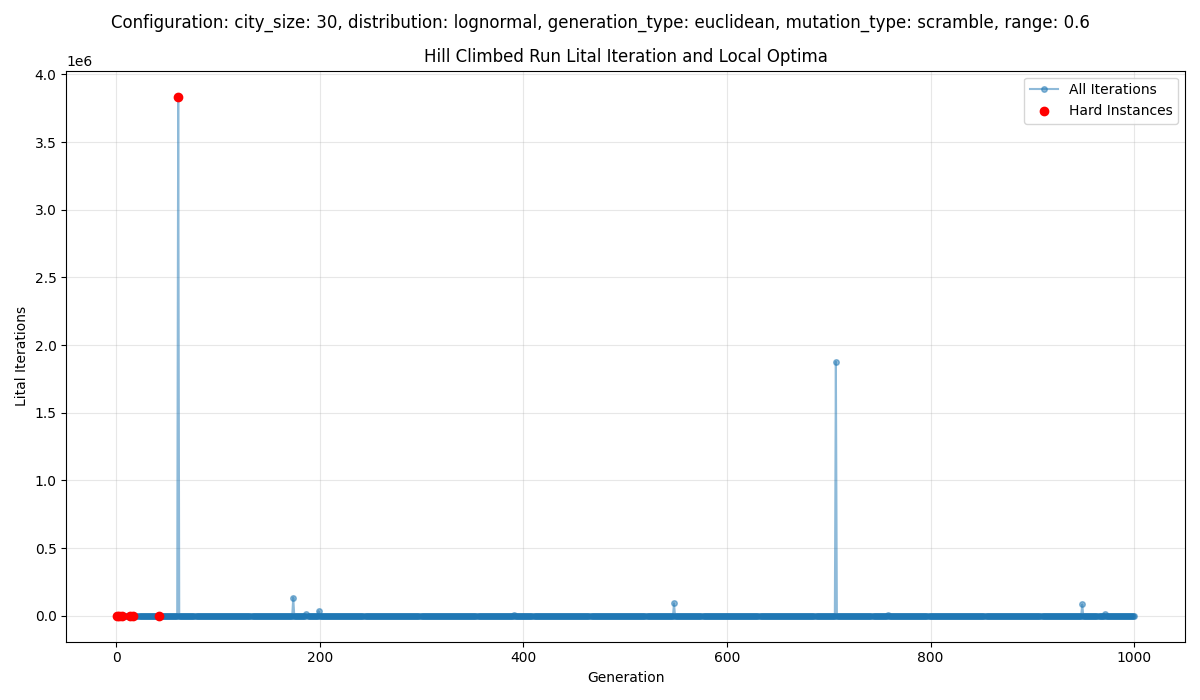 Configuration: city_size: 30, distribution: lognormal, generation_type: euclidean, mutation_type: scramble, range: 0.6
Hill Climbed Run Lital Iteration and Local Optima
1e6
4.0
3.5
3.0
2.5
2.0
1.5
1.0
0.5
0.0
Lital Iterations
All Iterations
Hard Instances
0 200 400 600 800 1000
Generation